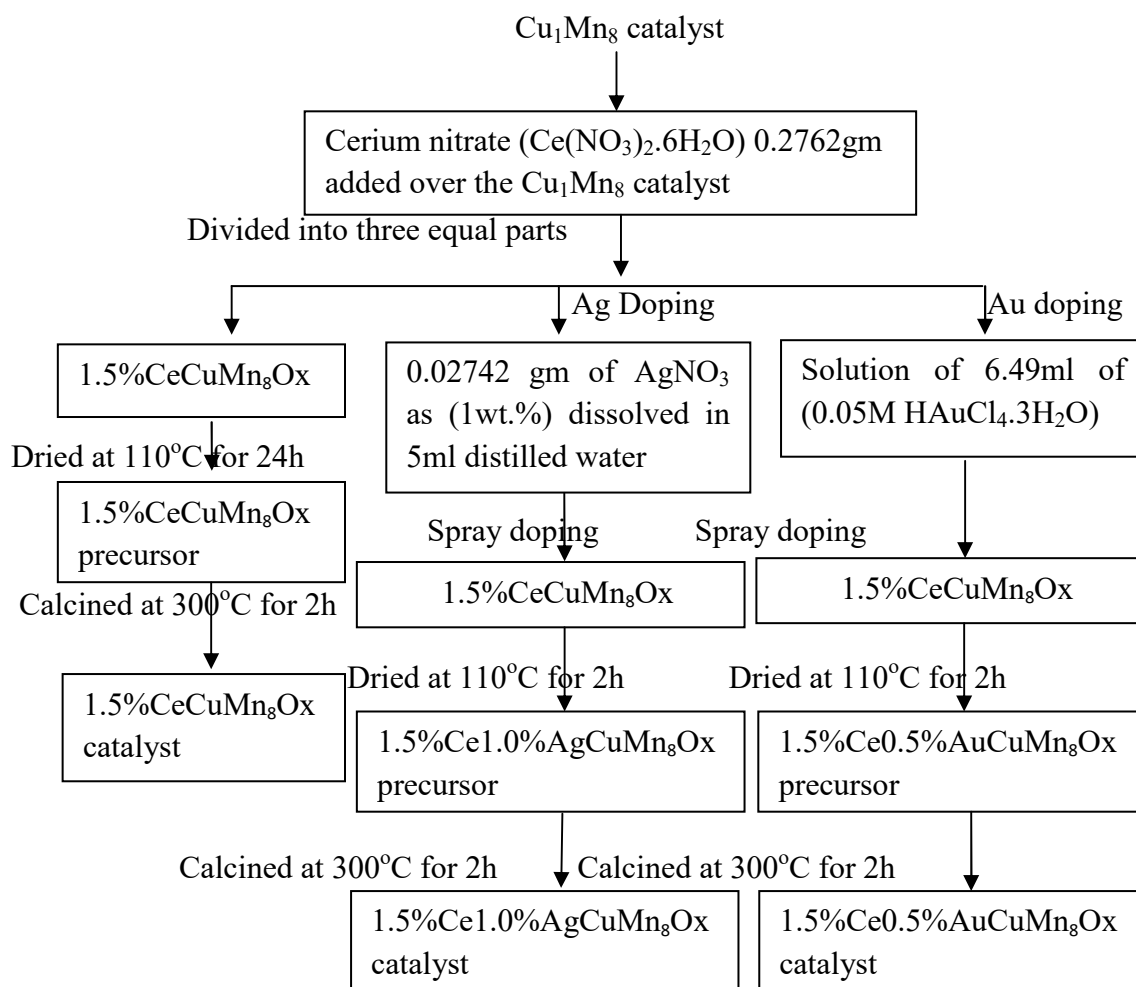 Cu₁Mn₈ catalyst
Cerium nitrate (Ce(NO₃)₂.6H₂O) 0.2762gm
added over the Cu₁Mn₈ catalyst
Divided into three equal parts
Ag Doping
Au doping
1.5%CeCuMn₈Ox
Dried at 110°C for 24h
1.5%CeCuMn₈Ox
precursor
Calcined at 300°C for 2h
1.5%CeCuMn₈Ox
catalyst
0.02742 gm of AgNO₃
as (1wt.%) dissolved in
5ml distilled water
Spray doping
1.5%CeCuMn₈Ox
Dried at 110°C for 2h
1.5%Ce1.0%AgCuMn₈Ox
precursor
Calcined at 300°C for 2h
1.5%Ce1.0%AgCuMn₈Ox
catalyst
Solution of 6.49ml of
(0.05M HAuCl₄.3H₂O)
Spray doping
1.5%CeCuMn₈Ox
Dried at 110°C for 2h
1.5%Ce0.5%AuCuMn₈Ox
precursor
Calcined at 300°C for 2h
1.5%Ce0.5%AuCuMn₈Ox
catalyst